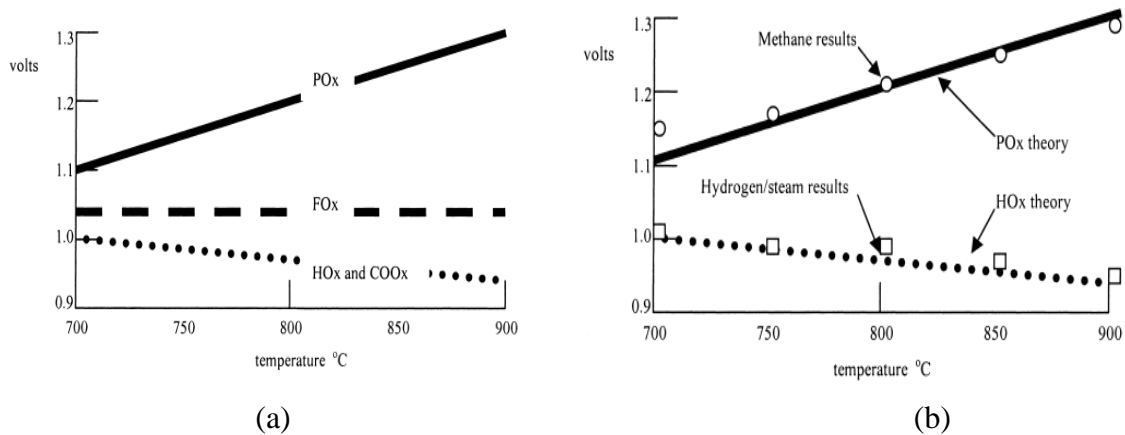 1.3
volts
POx
1.2
1.1
FOx
1.0
HOx and COOx
0.9
700 750 800 850 900
temperature °C
(a)
1.3
volts
Methane results
1.2
POx theory
1.1
Hydrogen/steam results
HOx theory
1.0
0.9
700 750 800 850 900
temperature °C
(b)